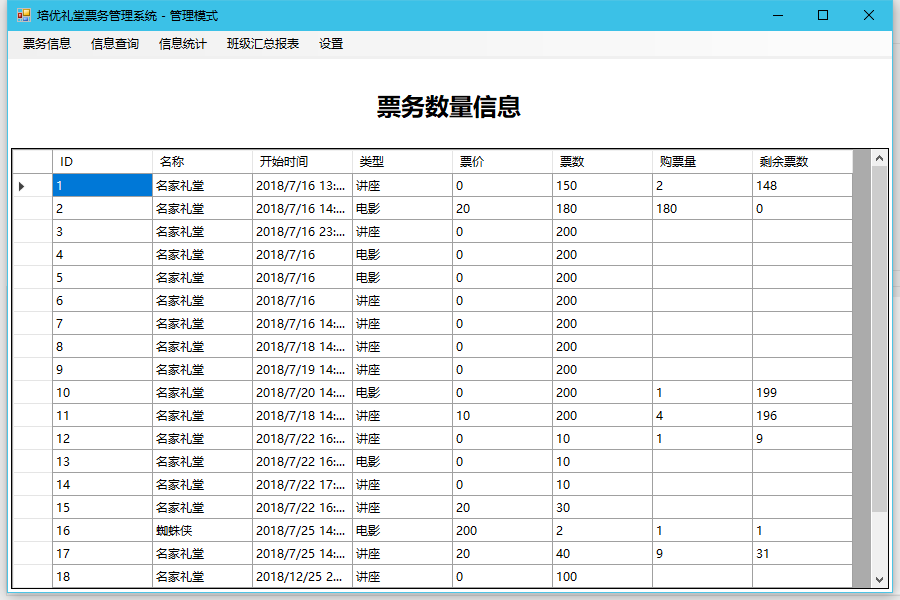 培优礼堂票务管理系统 - 管理模式
票务信息 信息查询 信息统计 班级汇总报表 设置
票务数量信息
ID 名称 开始时间 类型 票价 票数 购票量 剩余票数
1 名家礼堂 2018/7/16 13:... 讲座 0 150 2 148
2 名家礼堂 2018/7/16 14:... 电影 20 180 180 0
3 名家礼堂 2018/7/16 23:... 讲座 0 200
4 名家礼堂 2018/7/16 电影 0 200
5 名家礼堂 2018/7/16 电影 0 200
6 名家礼堂 2018/7/16 讲座 0 200
7 名家礼堂 2018/7/16 14:... 讲座 0 200
8 名家礼堂 2018/7/18 14:... 讲座 0 200
9 名家礼堂 2018/7/19 14:... 讲座 0 200
10 名家礼堂 2018/7/20 14:... 电影 0 200 1 199
11 名家礼堂 2018/7/18 14:... 讲座 10 200 4 196
12 名家礼堂 2018/7/22 16:... 讲座 0 10 1 9
13 名家礼堂 2018/7/22 16:... 电影 0 10
14 名家礼堂 2018/7/22 17:... 讲座 0 10
15 名家礼堂 2018/7/22 16:... 讲座 20 30
16 蜘蛛侠 2018/7/25 14:... 电影 200 2 1 1
17 名家礼堂 2018/7/25 14:... 讲座 20 40 9 31
18 名家礼堂 2018/12/25 2... 讲座 0 100